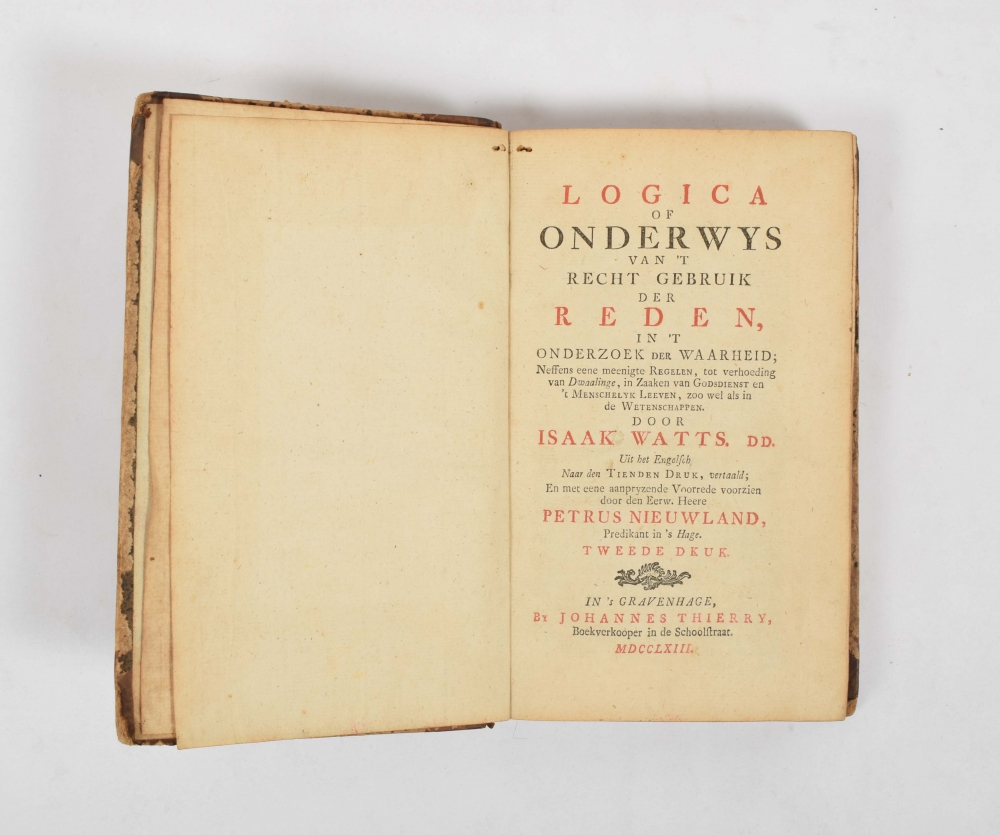 LOGICA
OF
ONDERWYS
VAN 'T
RECHT GEBRUIK
DER
REDEN,
IN 'T
ONDERZOEK DER WAARHEID;
Neffens eene meenigte REGELEN, tot verhoeding
van Dwaalinge, in Zaaken van GODSDIENST en
't MENSCHELYK LEEVEN, zoo wel als in
de WETENSCHAPPEN.
DOOR
ISAAK WATTS. DD.
Uit het Engelſch
Naar den TIENDEN DRUK, vertaald;
En met eene aanpryzende Voorrede voorzien
door den Eerw. Heere
PETRUS NIEUWLAND,
Predikant in 's Hage.
TWEEDE DKUK.
IN 's GRAVENHAGE,
BY JOHANNES THIERRY,
Boekverkooper in de Schoolſtraat.
MDCCLXIII.